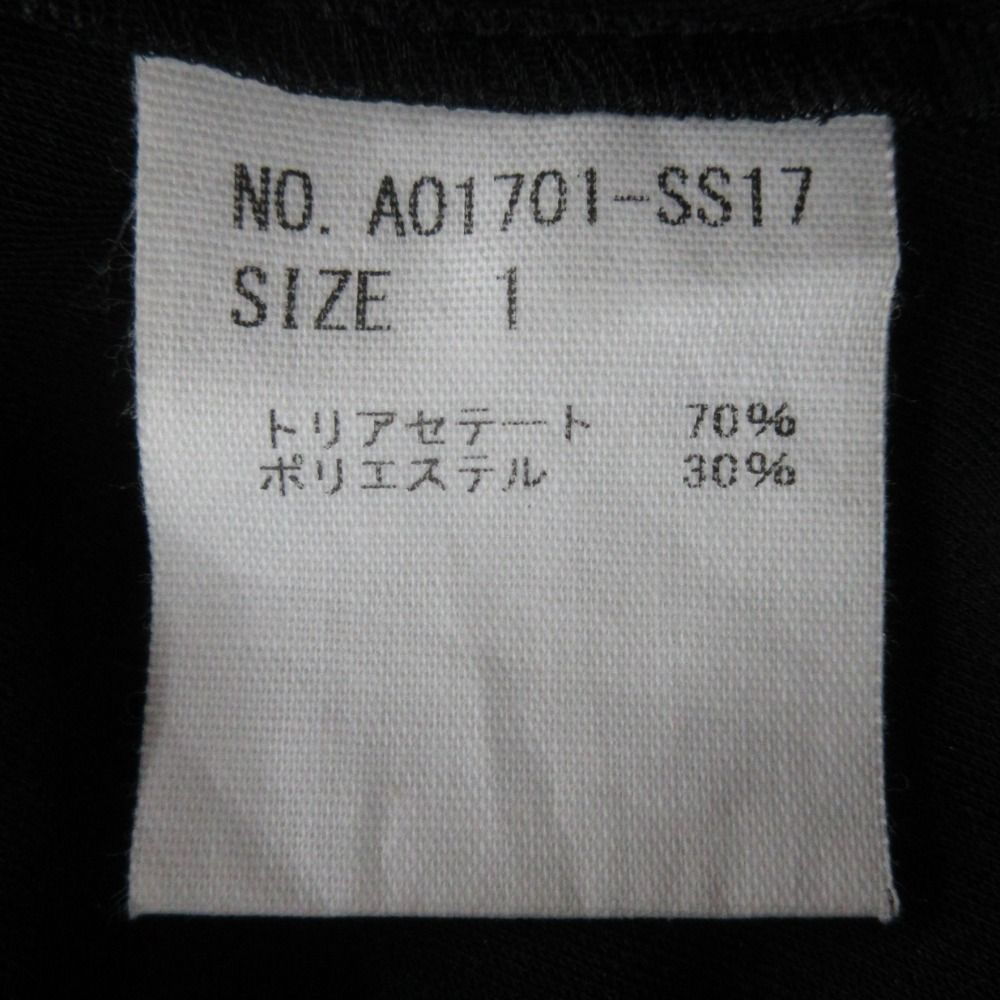 NO. A01701-SS17
SIZE 1
トリアセテート 70%
ポリエステル 30%